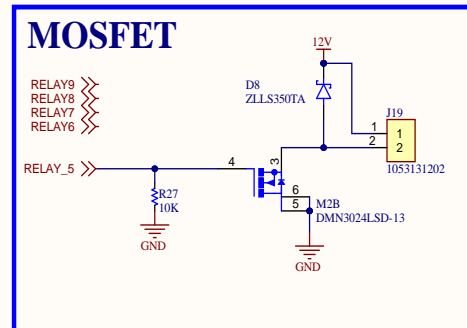 MOSFET
12V
RELAY9
RELAY8
RELAY7
RELAY6
D8
ZLLS350TA
J19
1 1
2 2
1053131202
RELAY_5
4
3
R27
10K
6
5
M2B
DMN3024LSD-13
GND
GND